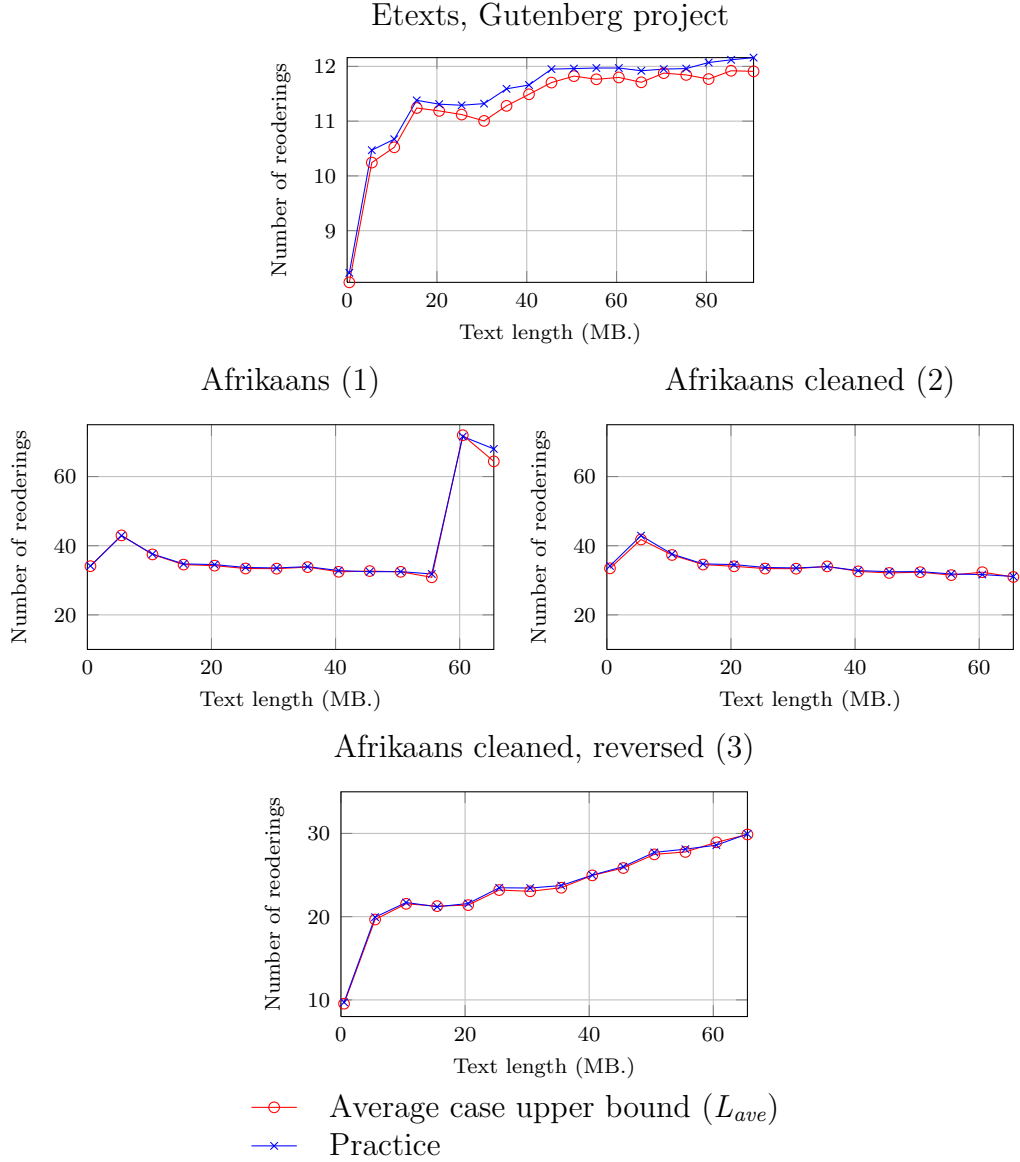 Etexts, Gutenberg project
12
11
10
9
0
20
40
60
80
Number of reoderings
Text length (MB.)
Afrikaans (1)
60
40
20
0
20
40
60
Number of reoderings
Text length (MB.)
Afrikaans cleaned (2)
60
40
20
0
20
40
60
Number of reoderings
Text length (MB.)
Afrikaans cleaned, reversed (3)
30
20
10
0
20
40
60
Number of reoderings
Text length (MB.)
Average case upper bound (L_ave)
Practice